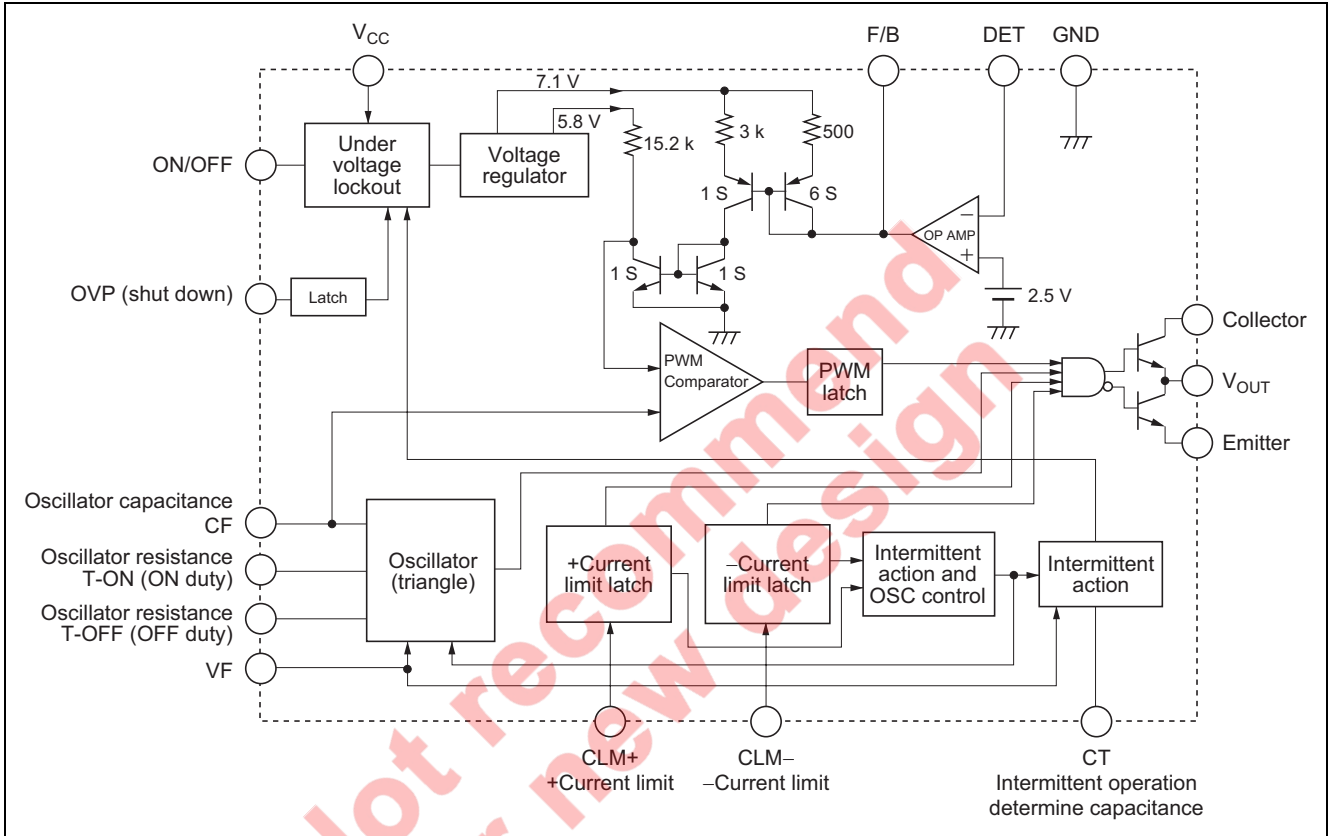 VCC
F/B
DET
GND
7.1 V
5.8 V
15.2 k
3 k
500
ON/OFF
Under
voltage
lockout
Voltage
regulator
1 S
6 S
OP AMP
−
+
2.5 V
1 S
1 S
OVP (shut down)
Latch
Collector
PWM
Comparator
PWM
latch
VOUT
Emitter
Oscillator capacitance
CF
Oscillator resistance
T-ON (ON duty)
Oscillator resistance
T-OFF (OFF duty)
VF
Oscillator
(triangle)
+Current
limit latch
−Current
limit latch
Intermittent
action and
OSC control
Intermittent
action
CLM+
+Current limit
CLM−
−Current limit
CT
Intermittent operation
determine capacitance
Not recommend
for new design